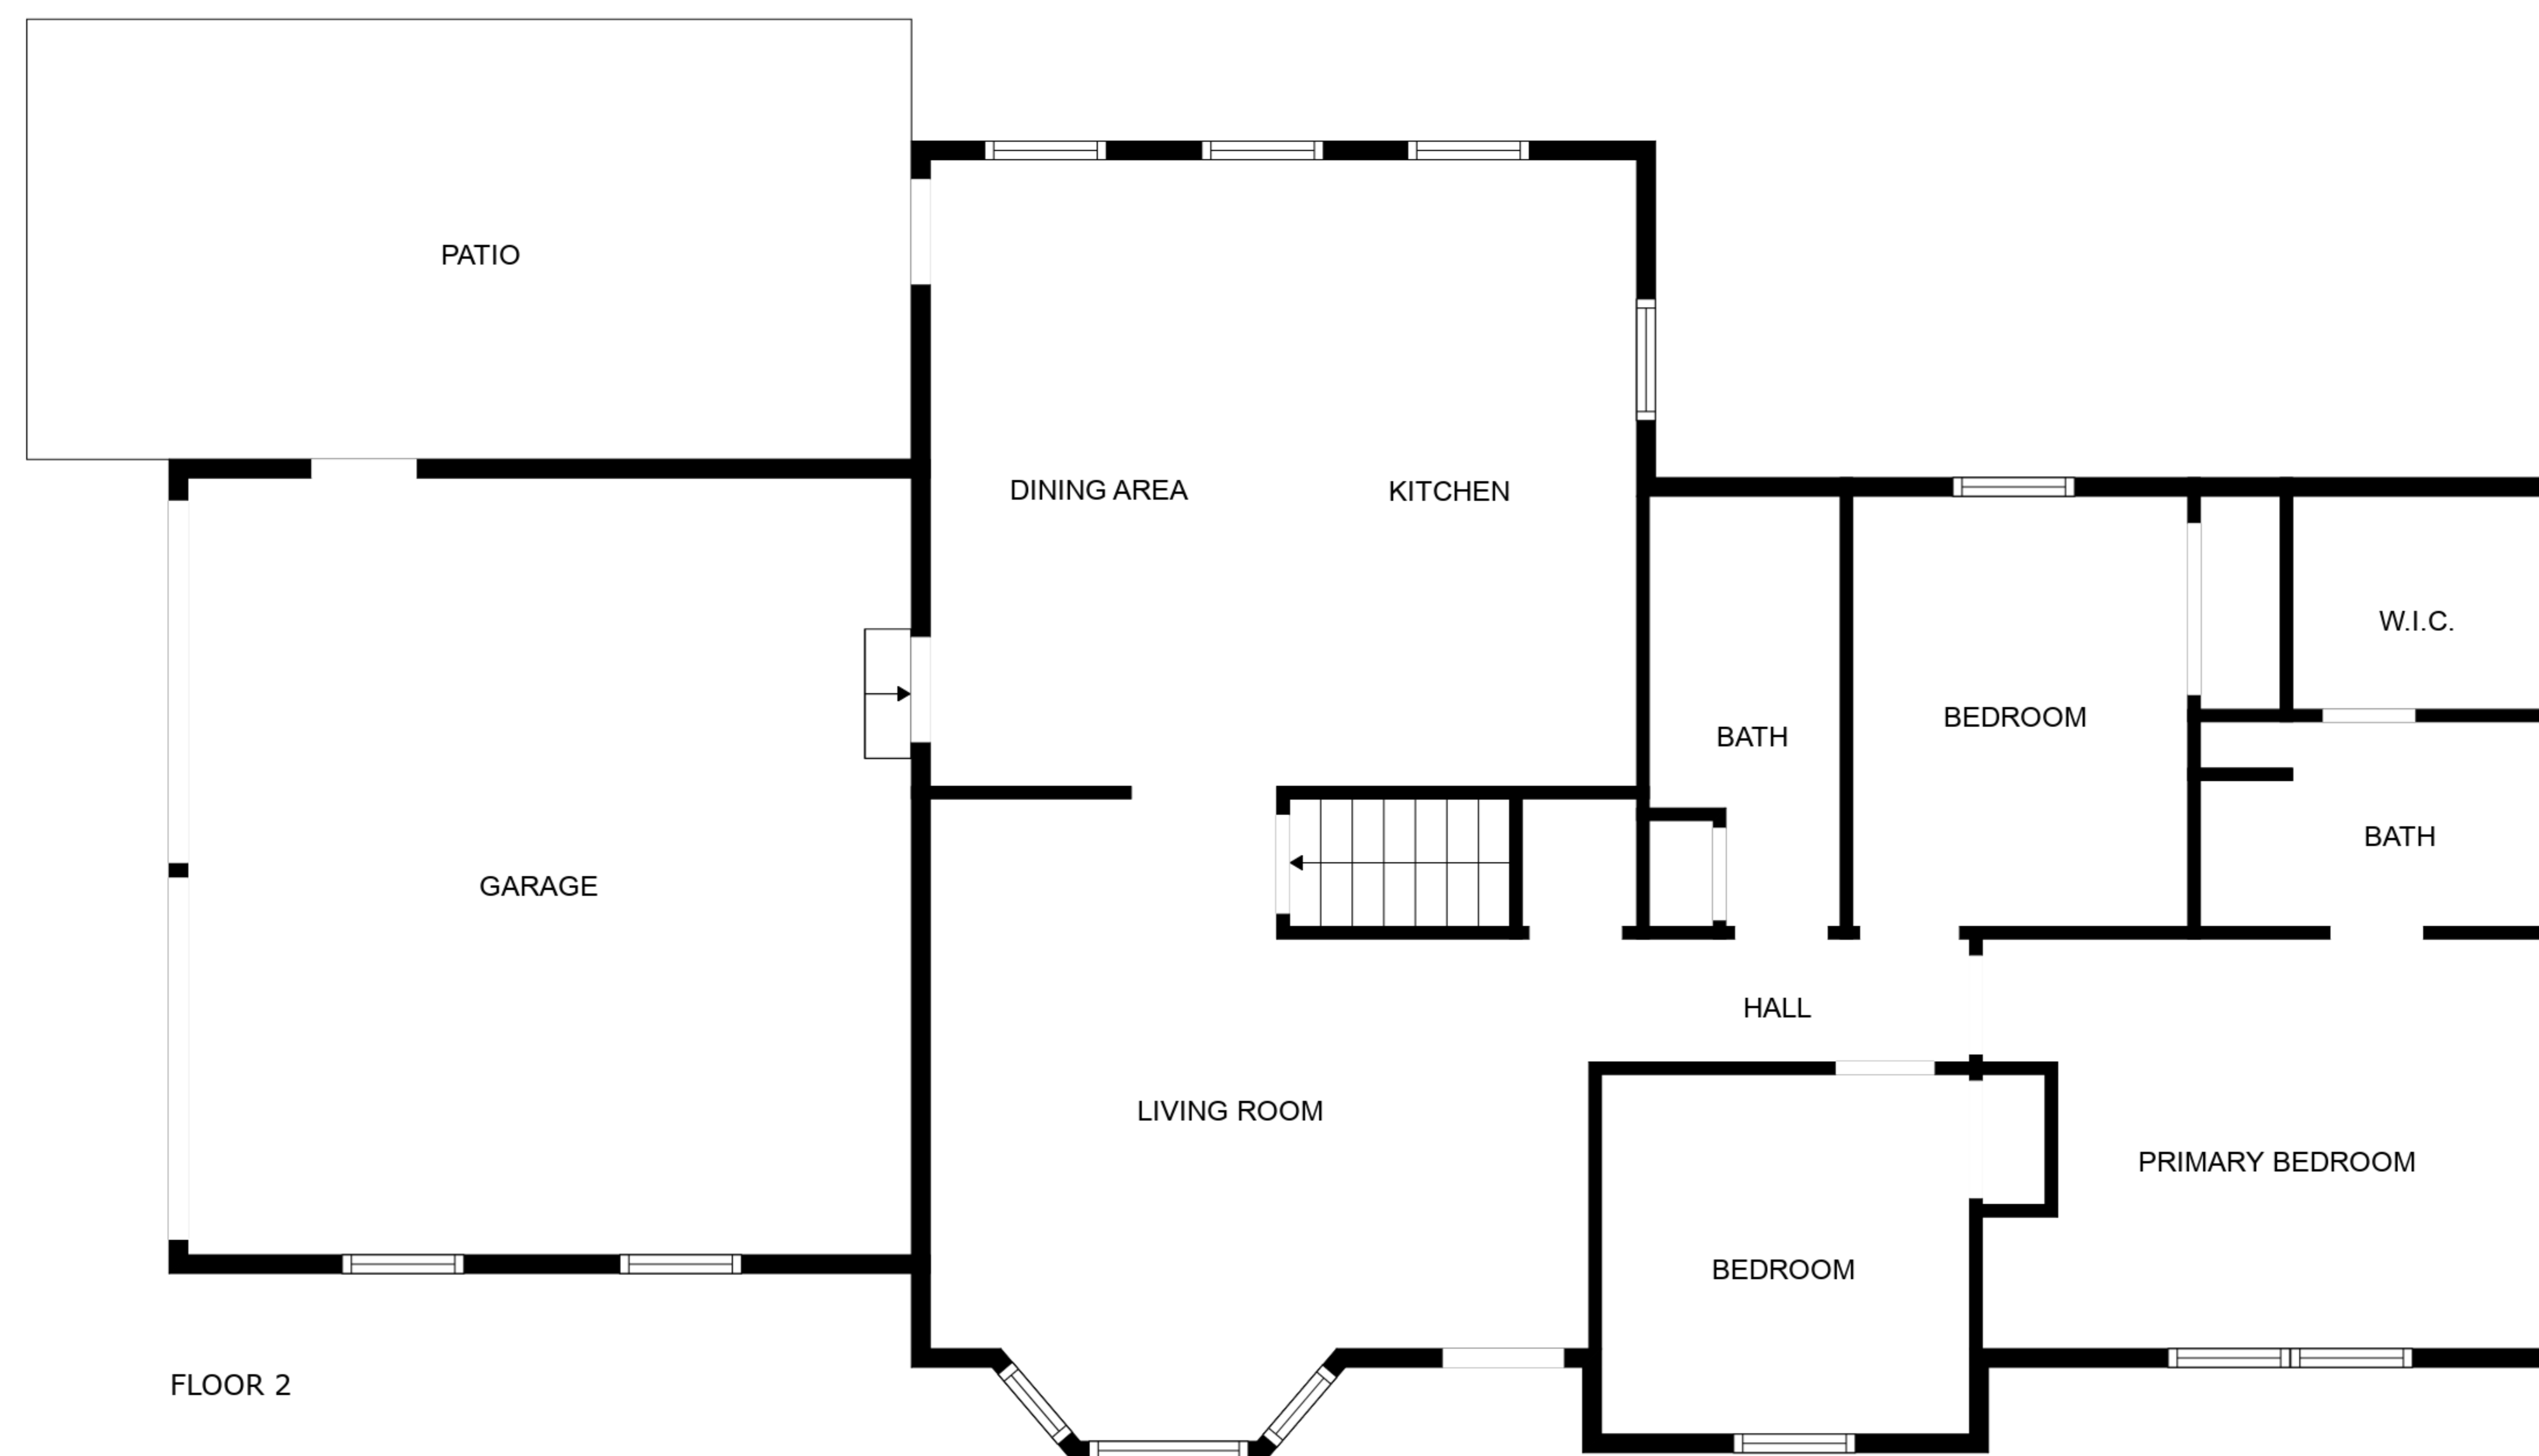 PATIO
DINING AREA
KITCHEN
W.I.C.
BEDROOM
BATH
BATH
GARAGE
HALL
LIVING ROOM
PRIMARY BEDROOM
BEDROOM
FLOOR 2